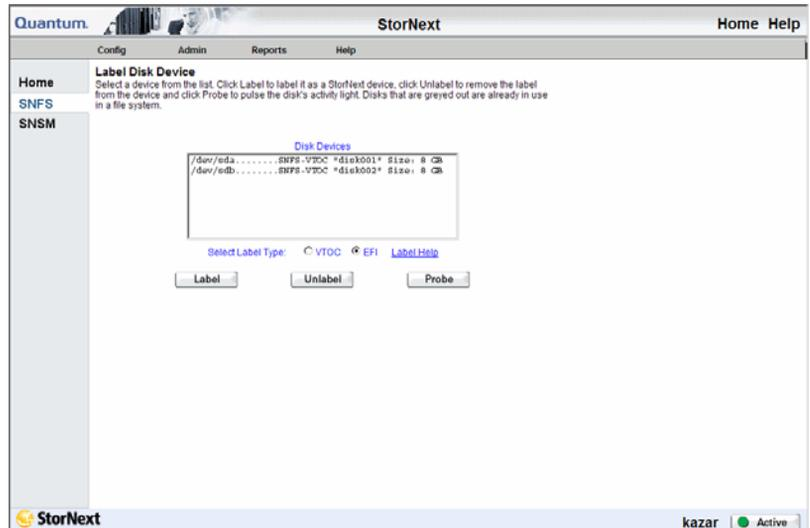 Quantum. StorNext Home Help
Config Admin Reports Help
Home
SNFS
SNSM
Label Disk Device
Select a device from the list. Click Label to label it as a StorNext device, click Unlabel to remove the label
from the device and click Probe to pulse the disk's activity light. Disks that are greyed out are already in use
in a file system.
Disk Devices
/dev/sda........SNFS-VTOC "disk001" Size: 8 GB
/dev/sdb........SNFS-VTOC "disk002" Size: 8 GB
Select Label Type: VTOC EFI Label Help
Label Unlabel Probe
StorNext
kazar Active